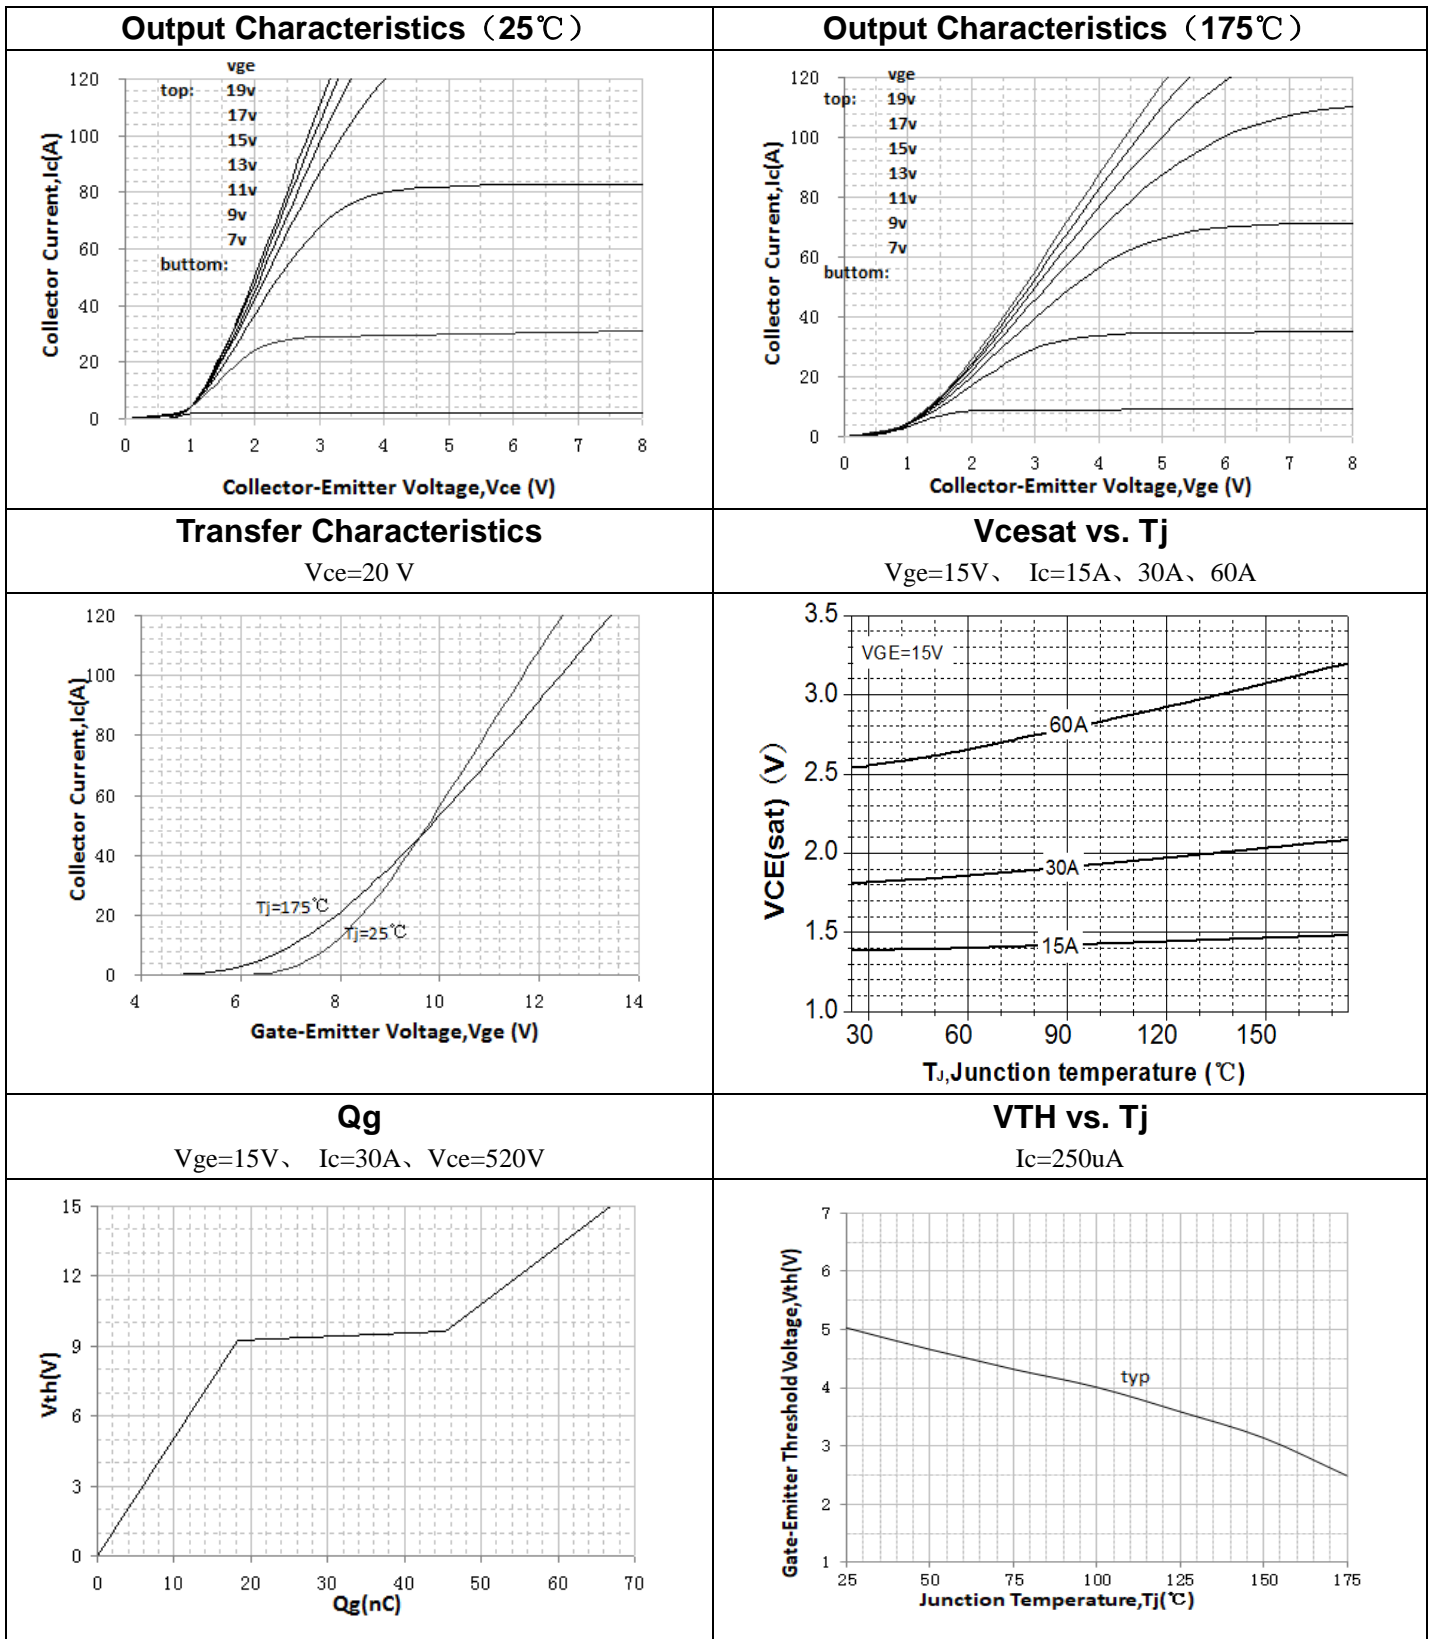 Output Characteristics（25℃）
Output Characteristics（175℃）
120
100
80
60
40
20
0
Collector Current,Ic(A)
vge
top: 19v
17v
15v
13v
11v
9v
7v
buttom:
0 1 2 3 4 5 6 7 8
Collector-Emitter Voltage,Vce (V)
120
100
80
60
40
20
0
Collector Current,Ic(A)
vge
top: 19v
17v
15v
13v
11v
9v
7v
buttom:
0 1 2 3 4 5 6 7 8
Collector-Emitter Voltage,Vge (V)
Transfer Characteristics
Vce=20 V
Vcesat vs. Tj
Vge=15V、 Ic=15A、30A、60A
120
100
80
60
40
20
0
Collector Current,Ic(A)
Tj=175℃
Tj=25℃
4 6 8 10 12 14
Gate-Emitter Voltage,Vge (V)
3.5
3.0
2.5
2.0
1.5
1.0
VCE(sat)（V）
VGE=15V
60A
30A
15A
30 60 90 120 150
TJ,Junction temperature (℃)
Qg
Vge=15V、 Ic=30A、Vce=520V
VTH vs. Tj
Ic=250uA
15
12
9
6
3
0
Vth(V)
0 10 20 30 40 50 60 70
Qg(nC)
7
6
5
4
3
2
1
Gate-Emitter Threshold Voltage,Vth(V)
typ
25 50 75 100 125 150 175
Junction Temperature,Tj(℃)